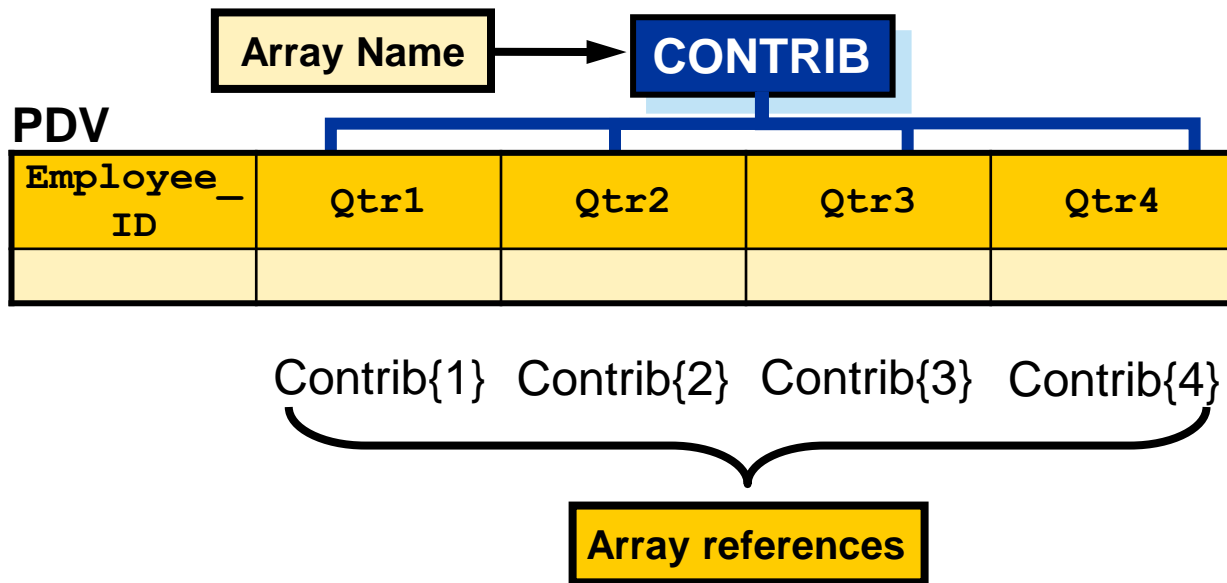 Array Name
CONTRIB
PDV
Employee_
ID
Qtr1
Qtr2
Qtr3
Qtr4
Contrib{1} Contrib{2} Contrib{3} Contrib{4}
Array references